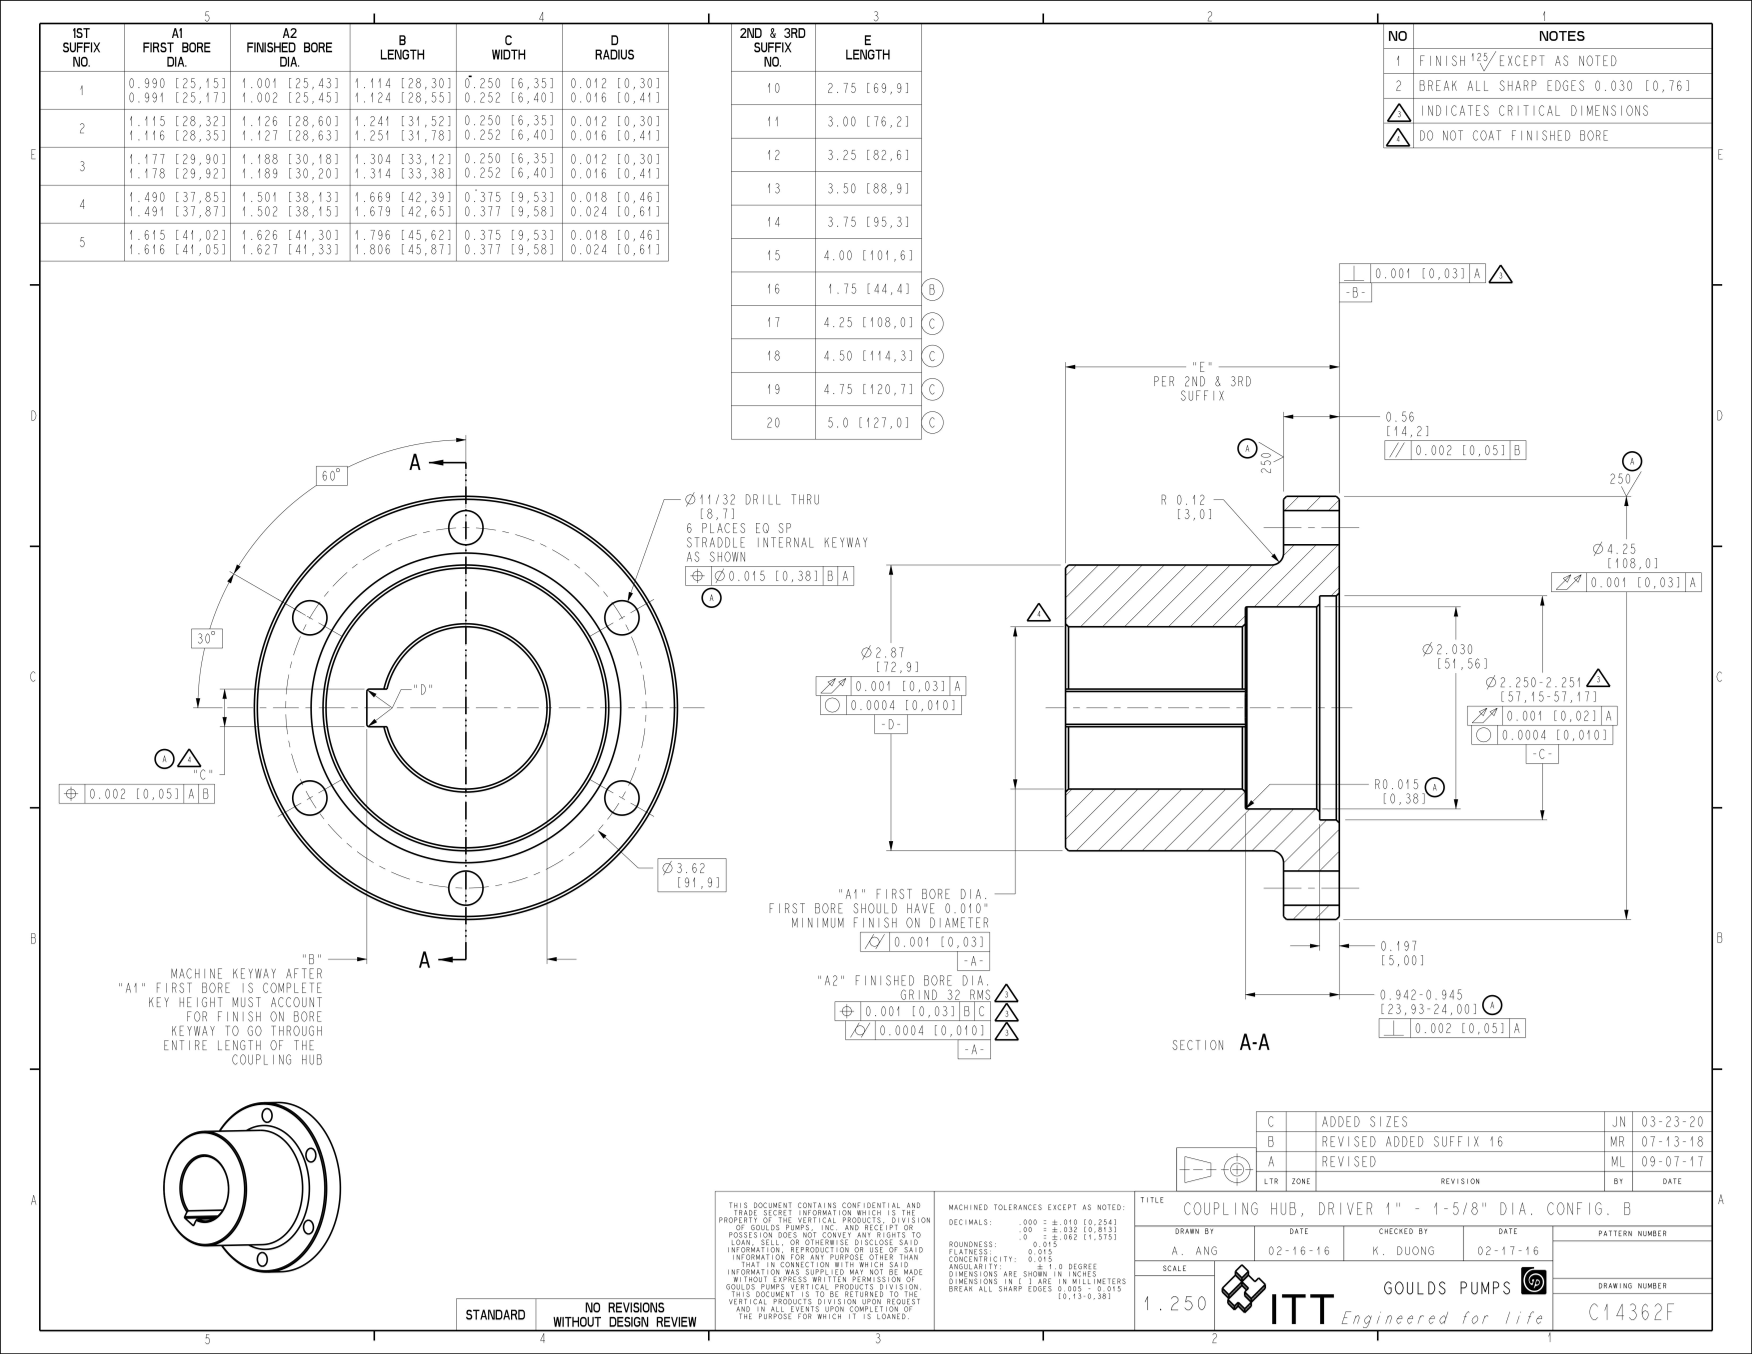 5 4 3 2 1
1ST SUFFIX NO. A1 FIRST BORE DIA. A2 FINISHED BORE DIA. B LENGTH C WIDTH D RADIUS
1 0.990 [25,15] 1.001 [25,43] 1.114 [28,30] 0.250 [6,35] 0.012 [0,30]
0.991 [25,17] 1.002 [25,45] 1.124 [28,55] 0.252 [6,40] 0.016 [0,41]
2 1.115 [28,32] 1.126 [28,60] 1.241 [31,52] 0.250 [6,35] 0.012 [0,30]
1.116 [28,35] 1.127 [28,63] 1.251 [31,78] 0.252 [6,40] 0.016 [0,41]
3 1.177 [29,90] 1.188 [30,18] 1.304 [33,12] 0.250 [6,35] 0.012 [0,30]
1.178 [29,92] 1.189 [30,20] 1.314 [33,38] 0.252 [6,40] 0.016 [0,41]
4 1.490 [37,85] 1.501 [38,13] 1.669 [42,39] 0.375 [9,53] 0.018 [0,46]
1.491 [37,87] 1.502 [38,15] 1.679 [42,65] 0.377 [9,58] 0.024 [0,61]
5 1.615 [41,02] 1.626 [41,30] 1.796 [45,62] 0.375 [9,53] 0.018 [0,46]
1.616 [41,05] 1.627 [41,33] 1.806 [45,87] 0.377 [9,58] 0.024 [0,61]
2ND & 3RD SUFFIX NO. E LENGTH
10 2.75 [69,9]
11 3.00 [76,2]
12 3.25 [82,6]
13 3.50 [88,9]
14 3.75 [95,3]
15 4.00 [101,6]
16 1.75 [44,4] B
17 4.25 [108,0] C
18 4.50 [114,3] C
19 4.75 [120,7] C
20 5.0 [127,0] C
NO NOTES
1 FINISH 125 EXCEPT AS NOTED
2 BREAK ALL SHARP EDGES 0.030 [0,76]
3 INDICATES CRITICAL DIMENSIONS
4 DO NOT COAT FINISHED BORE
E
D
C
B
A
E
D
C
B
A
60°
30°
A
A
"D"
Ø11/32 DRILL THRU
[8,7]
6 PLACES EQ SP
STRADDLE INTERNAL KEYWAY
AS SHOWN
⌖ Ø0.015 [0,38] B A
A
A 4
"C"
⌖ 0.002 [0,05] A B
Ø3.62
[91,9]
"B"
MACHINE KEYWAY AFTER
"A1" FIRST BORE IS COMPLETE
KEY HEIGHT MUST ACCOUNT
FOR FINISH ON BORE
KEYWAY TO GO THROUGH
ENTIRE LENGTH OF THE
COUPLING HUB
⊥ 0.001 [0,03] A 3
-B-
"E"
PER 2ND & 3RD
SUFFIX
0.56
[14,2]
// 0.002 [0,05] B
A
250
A
250
R 0.12
[3,0]
Ø4.25
[108,0]
0.001 [0,03] A
4
Ø2.87
[72,9]
0.001 [0,03] A
○ 0.0004 [0,010]
-D-
Ø2.030
[51,56]
Ø2.250-2.251 3
[57,15-57,17]
0.001 [0,02] A
○ 0.0004 [0,010]
-C-
R0.015 A
[0,38]
"A1" FIRST BORE DIA.
FIRST BORE SHOULD HAVE 0.010"
MINIMUM FINISH ON DIAMETER
⌭ 0.001 [0,03]
-A-
"A2" FINISHED BORE DIA.
GRIND 32 RMS 3
⌖ 0.001 [0,03] B C 3
⌭ 0.0004 [0,010] 3
-A-
0.197
[5,00]
0.942-0.945
[23,93-24,00] A
⊥ 0.002 [0,05] A
SECTION A-A
C ADDED SIZES JN 03-23-20
B REVISED ADDED SUFFIX 16 MR 07-13-18
A REVISED ML 09-07-17
LTR ZONE REVISION BY DATE
STANDARD
NO REVISIONS
WITHOUT DESIGN REVIEW
THIS DOCUMENT CONTAINS CONFIDENTIAL AND
TRADE SECRET INFORMATION WHICH IS THE
PROPERTY OF THE VERTICAL PRODUCTS, DIVISION
OF GOULDS PUMPS, INC. AND RECEIPT OR
POSSESION DOES NOT CONVEY ANY RIGHTS TO
LOAN, SELL, OR OTHERWISE DISCLOSE SAID
INFORMATION, REPRODUCTION OR USE OF SAID
INFORMATION FOR ANY PURPOSE OTHER THAN
THAT IN CONNECTION WITH WHICH SAID
INFORMATION WAS SUPPLIED MAY NOT BE MADE
WITHOUT EXPRESS WRITTEN PERMISSION OF
GOULDS PUMPS VERTICAL PRODUCTS DIVISION.
THIS DOCUMENT IS TO BE RETURNED TO THE
VERTICAL PRODUCTS DIVISION UPON REQUEST
AND IN ALL EVENTS UPON COMPLETION OF
THE PURPOSE FOR WHICH IT IS LOANED.
MACHINED TOLERANCES EXCEPT AS NOTED:
DECIMALS: .000 = ±.010 [0,254]
.00 = ±.032 [0,813]
.0 = ±.062 [1,575]
ROUNDNESS: 0.015
FLATNESS: 0.015
CONCENTRICITY: 0.015
ANGULARITY: ± 1.0 DEGREE
DIMENSIONS ARE SHOWN IN INCHES
DIMENSIONS IN [ ] ARE IN MILLIMETERS
BREAK ALL SHARP EDGES 0.005 - 0.015
[0,13-0,38]
TITLE COUPLING HUB, DRIVER 1" - 1-5/8" DIA. CONFIG. B
DRAWN BY DATE CHECKED BY DATE PATTERN NUMBER
A. ANG 02-16-16 K. DUONG 02-17-16
SCALE
1.250
ITT
GOULDS PUMPS
Engineered for life
DRAWING NUMBER
C14362F
5 4 3 2 1